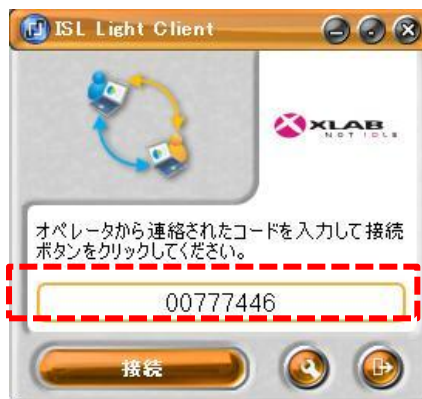 ISL Light Client
XLAB
NOT IDLE
オペレータから連絡されたコードを入力して接続
ボタンをクリックしてください。
00777446
接続